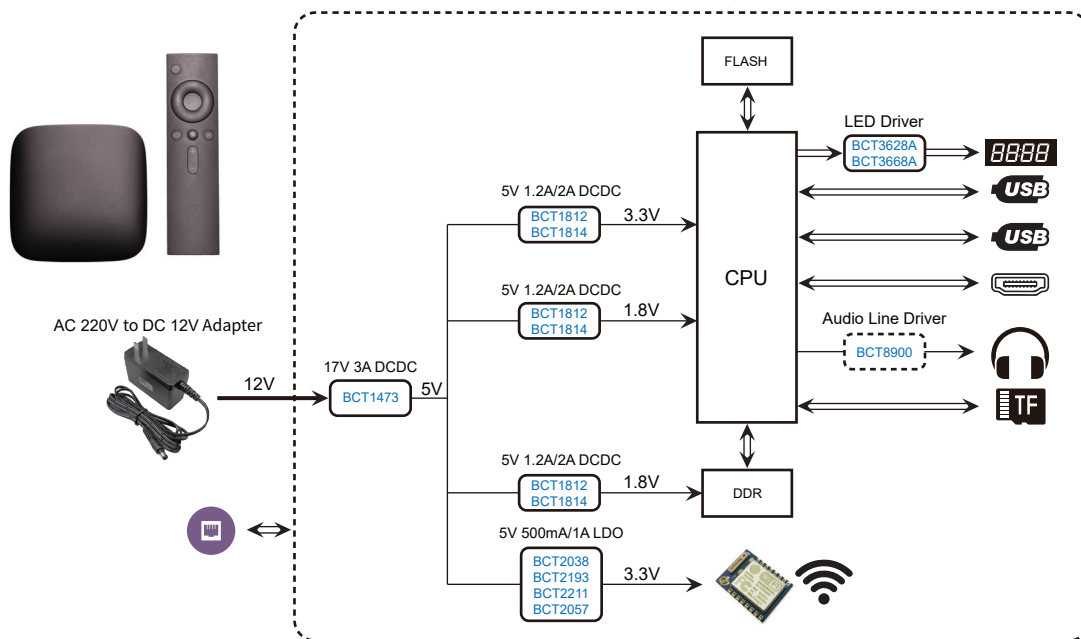 FLASH
LED Driver
BCT3628A
BCT3668A
88:88
USB
5V 1.2A/2A DCDC
BCT1812
BCT1814
3.3V
USB
CPU
5V 1.2A/2A DCDC
BCT1812
BCT1814
1.8V
AC 220V to DC 12V Adapter
Audio Line Driver
BCT8900
17V 3A DCDC
12V
BCT1473
5V
TF
5V 1.2A/2A DCDC
BCT1812
BCT1814
1.8V
DDR
5V 500mA/1A LDO
BCT2038
BCT2193
BCT2211
BCT2057
3.3V